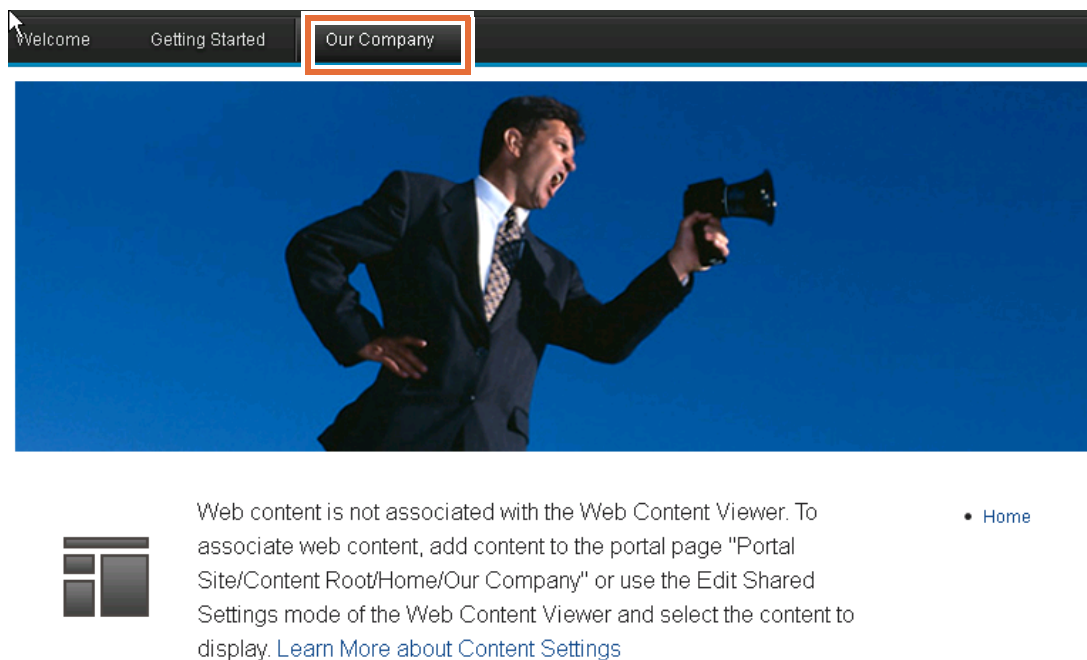 Welcome Getting Started Our Company
Web content is not associated with the Web Content Viewer. To
associate web content, add content to the portal page "Portal
Site/Content Root/Home/Our Company" or use the Edit Shared
Settings mode of the Web Content Viewer and select the content to
display. Learn More about Content Settings
Home